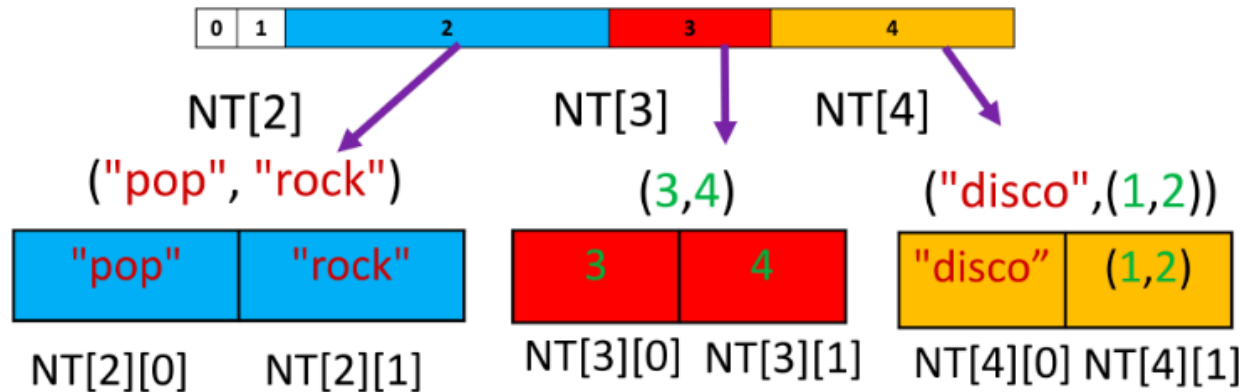 0 1 2 3 4
NT[2] NT[3] NT[4]
("pop", "rock") (3,4) ("disco",(1,2))
"pop" "rock" 3 4 "disco” (1,2)
NT[2][0] NT[2][1] NT[3][0] NT[3][1] NT[4][0] NT[4][1]